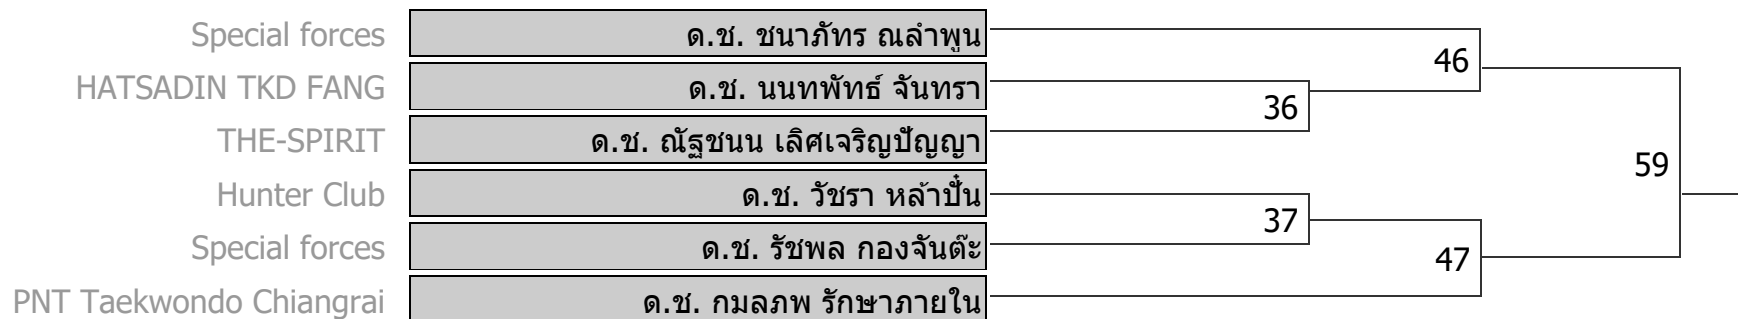 Special forces ด.ช. ชนาภัทร ณลำพูน
46
HATSADIN TKD FANG ด.ช. นนทพัทธ์ จันทรา
36
THE-SPIRIT ด.ช. ณัฐชนน เลิศเจริญปัญญา
59
Hunter Club ด.ช. วัชรา หล้าปั๋น
37
Special forces ด.ช. รัชพล กองจันต๊ะ
47
PNT Taekwondo Chiangrai ด.ช. กมลภพ รักษาภายใน